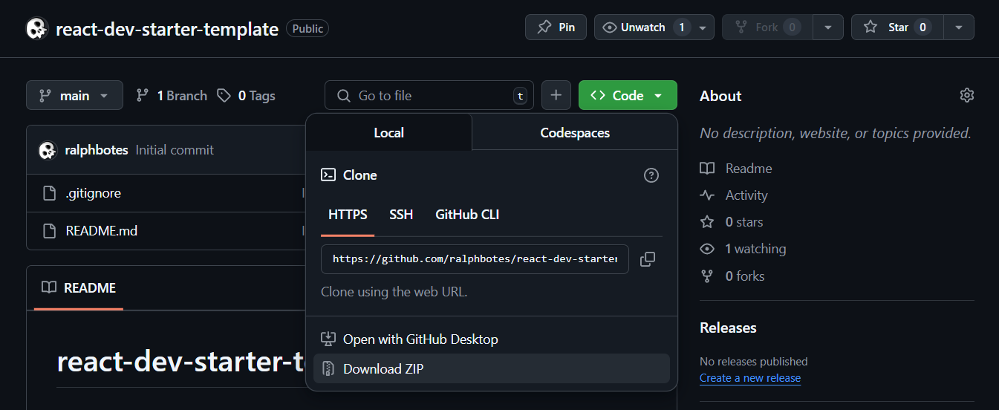 react-dev-starter-template Public Pin Unwatch 1 Fork 0 Star 0
main 1 Branch 0 Tags Go to file t + Code
ralphbotes Initial commit
.gitignore
README.md
README
react-dev-starter-t
Local Codespaces
Clone
HTTPS SSH GitHub CLI
https://github.com/ralphbotes/react-dev-starter
Clone using the web URL.
Open with GitHub Desktop
Download ZIP
About
No description, website, or topics provided.
Readme
Activity
0 stars
1 watching
0 forks
Releases
No releases published
Create a new release